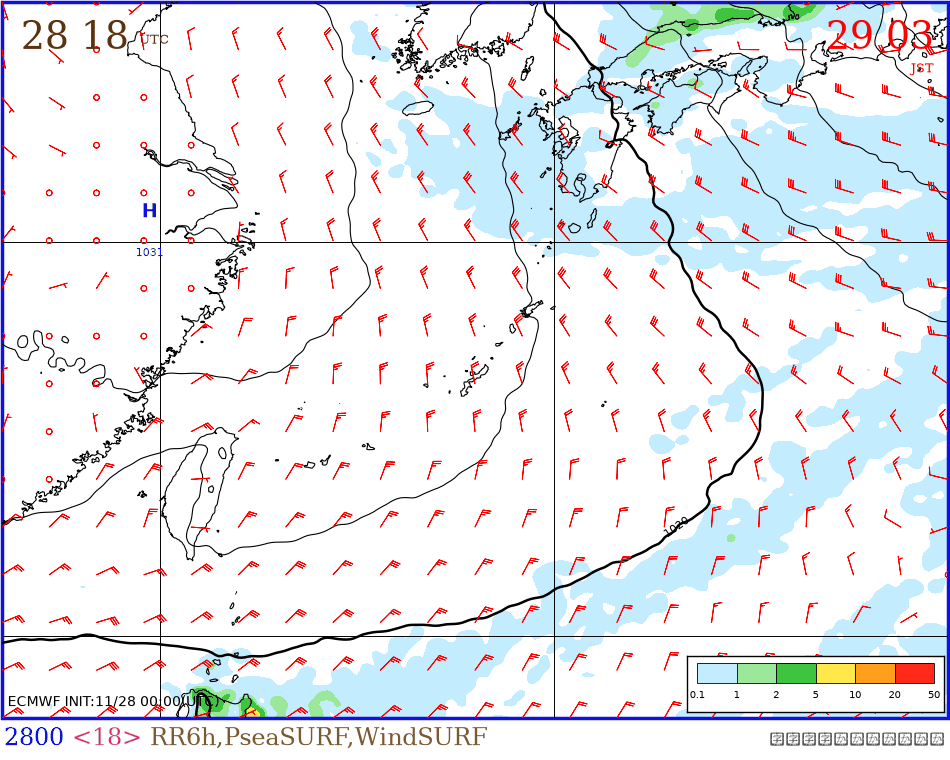 28 18 UTC
29 03
JST
H
1031
1020
0.1 1 2 5 10 20 50
ECMWF INIT:11/28 00:00(UTC)
2800 <18> RR6h,PseaSURF,WindSURF